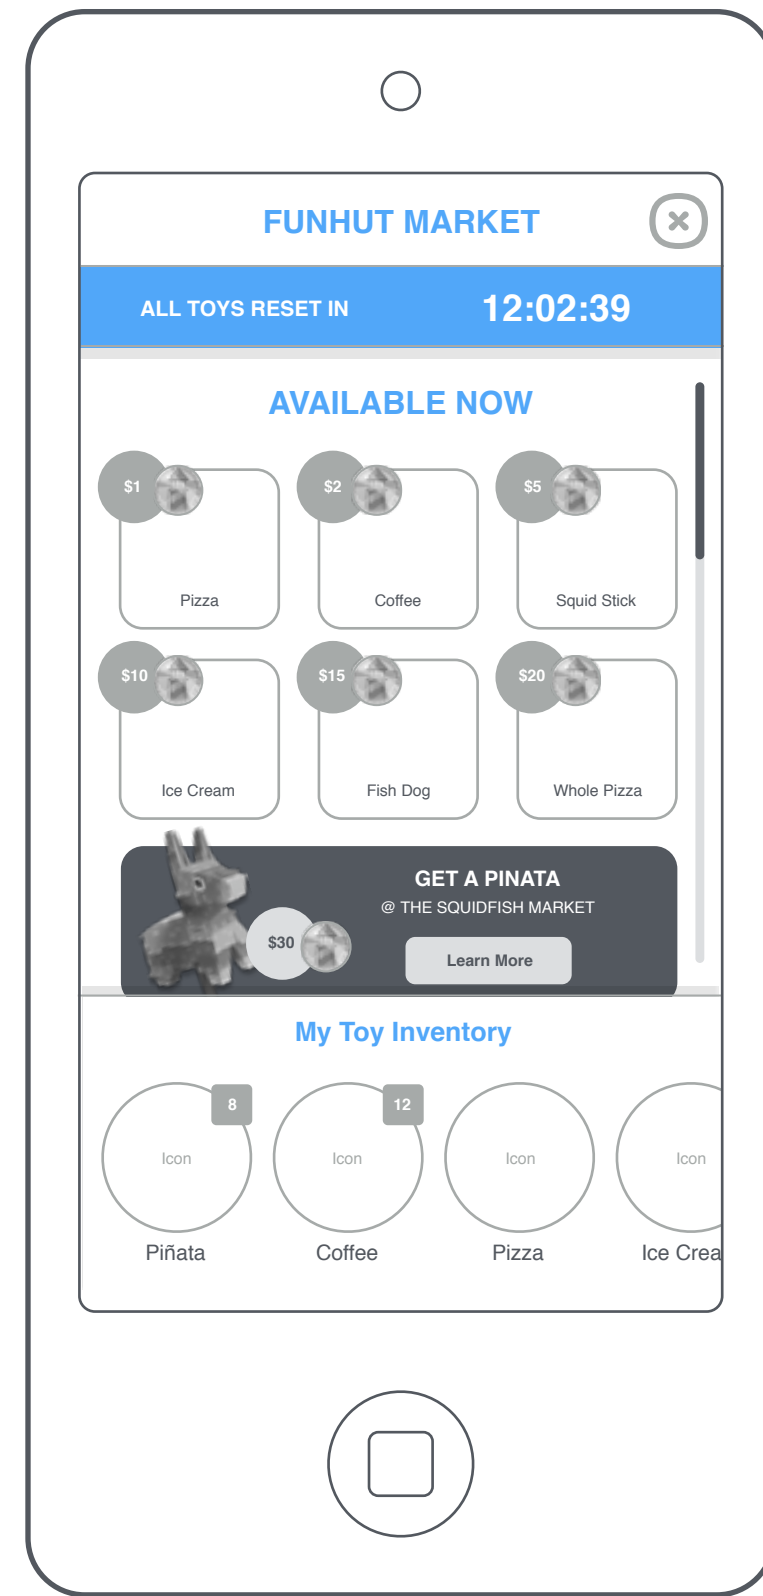 FUNHUT MARKET
ALL TOYS RESET IN 12:02:39
AVAILABLE NOW
$1 $2 $5
Pizza Coffee Squid Stick
$10 $15 $20
Ice Cream Fish Dog Whole Pizza
GET A PINATA
@ THE SQUIDFISH MARKET
$30
Learn More
My Toy Inventory
8 12
Icon Icon Icon Icon
Piñata Coffee Pizza Ice Crea